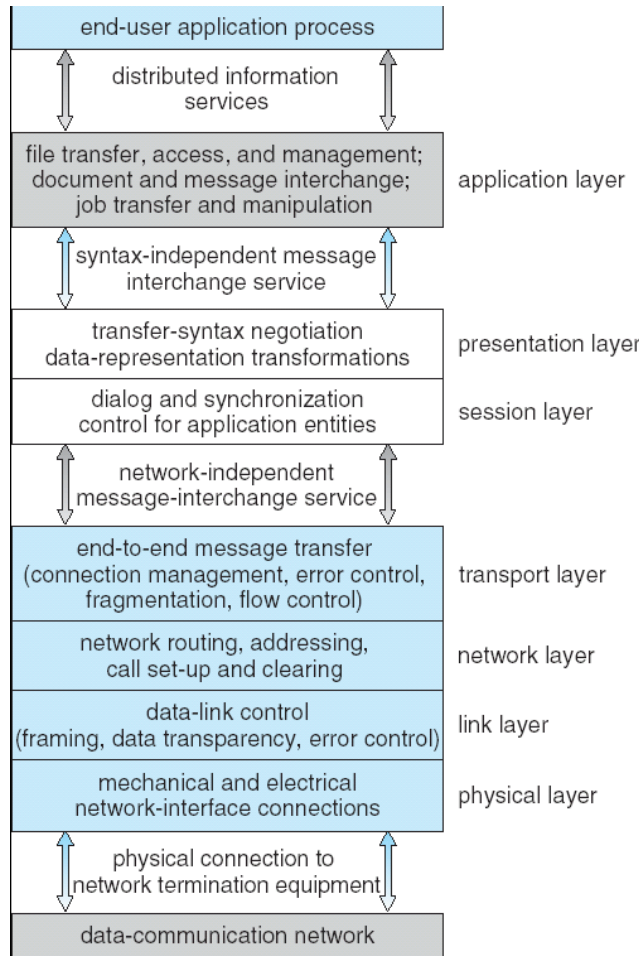 end-user application process
distributed information
services
file transfer, access, and management;
document and message interchange;
job transfer and manipulation
application layer
syntax-independent message
interchange service
transfer-syntax negotiation
data-representation transformations
presentation layer
dialog and synchronization
control for application entities
session layer
network-independent
message-interchange service
end-to-end message transfer
(connection management, error control,
fragmentation, flow control)
transport layer
network routing, addressing,
call set-up and clearing
network layer
data-link control
(framing, data transparency, error control)
link layer
mechanical and electrical
network-interface connections
physical layer
physical connection to
network termination equipment
data-communication network